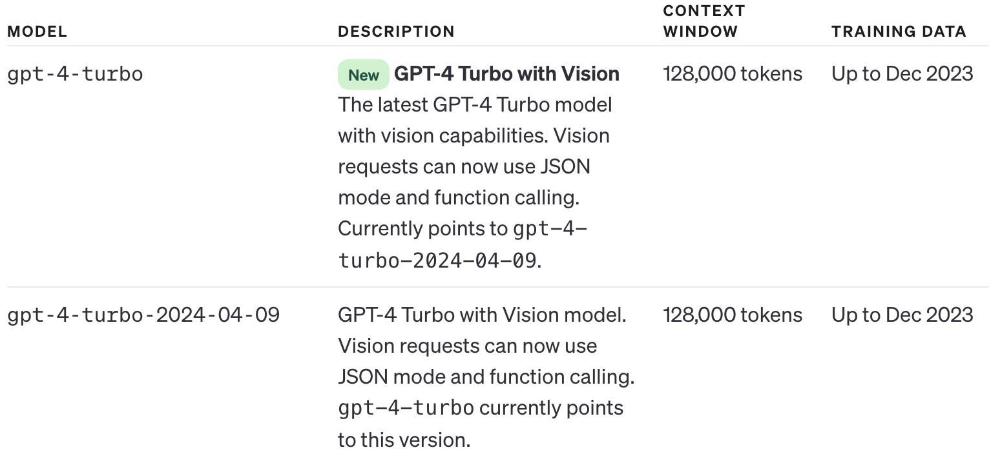 MODEL DESCRIPTION CONTEXT WINDOW TRAINING DATA
gpt-4-turbo
New GPT-4 Turbo with Vision
The latest GPT-4 Turbo model
with vision capabilities. Vision
requests can now use JSON
mode and function calling.
Currently points to gpt-4-
turbo-2024-04-09.
128,000 tokens
Up to Dec 2023
gpt-4-turbo-2024-04-09
GPT-4 Turbo with Vision model.
Vision requests can now use
JSON mode and function calling.
gpt-4-turbo currently points
to this version.
128,000 tokens
Up to Dec 2023